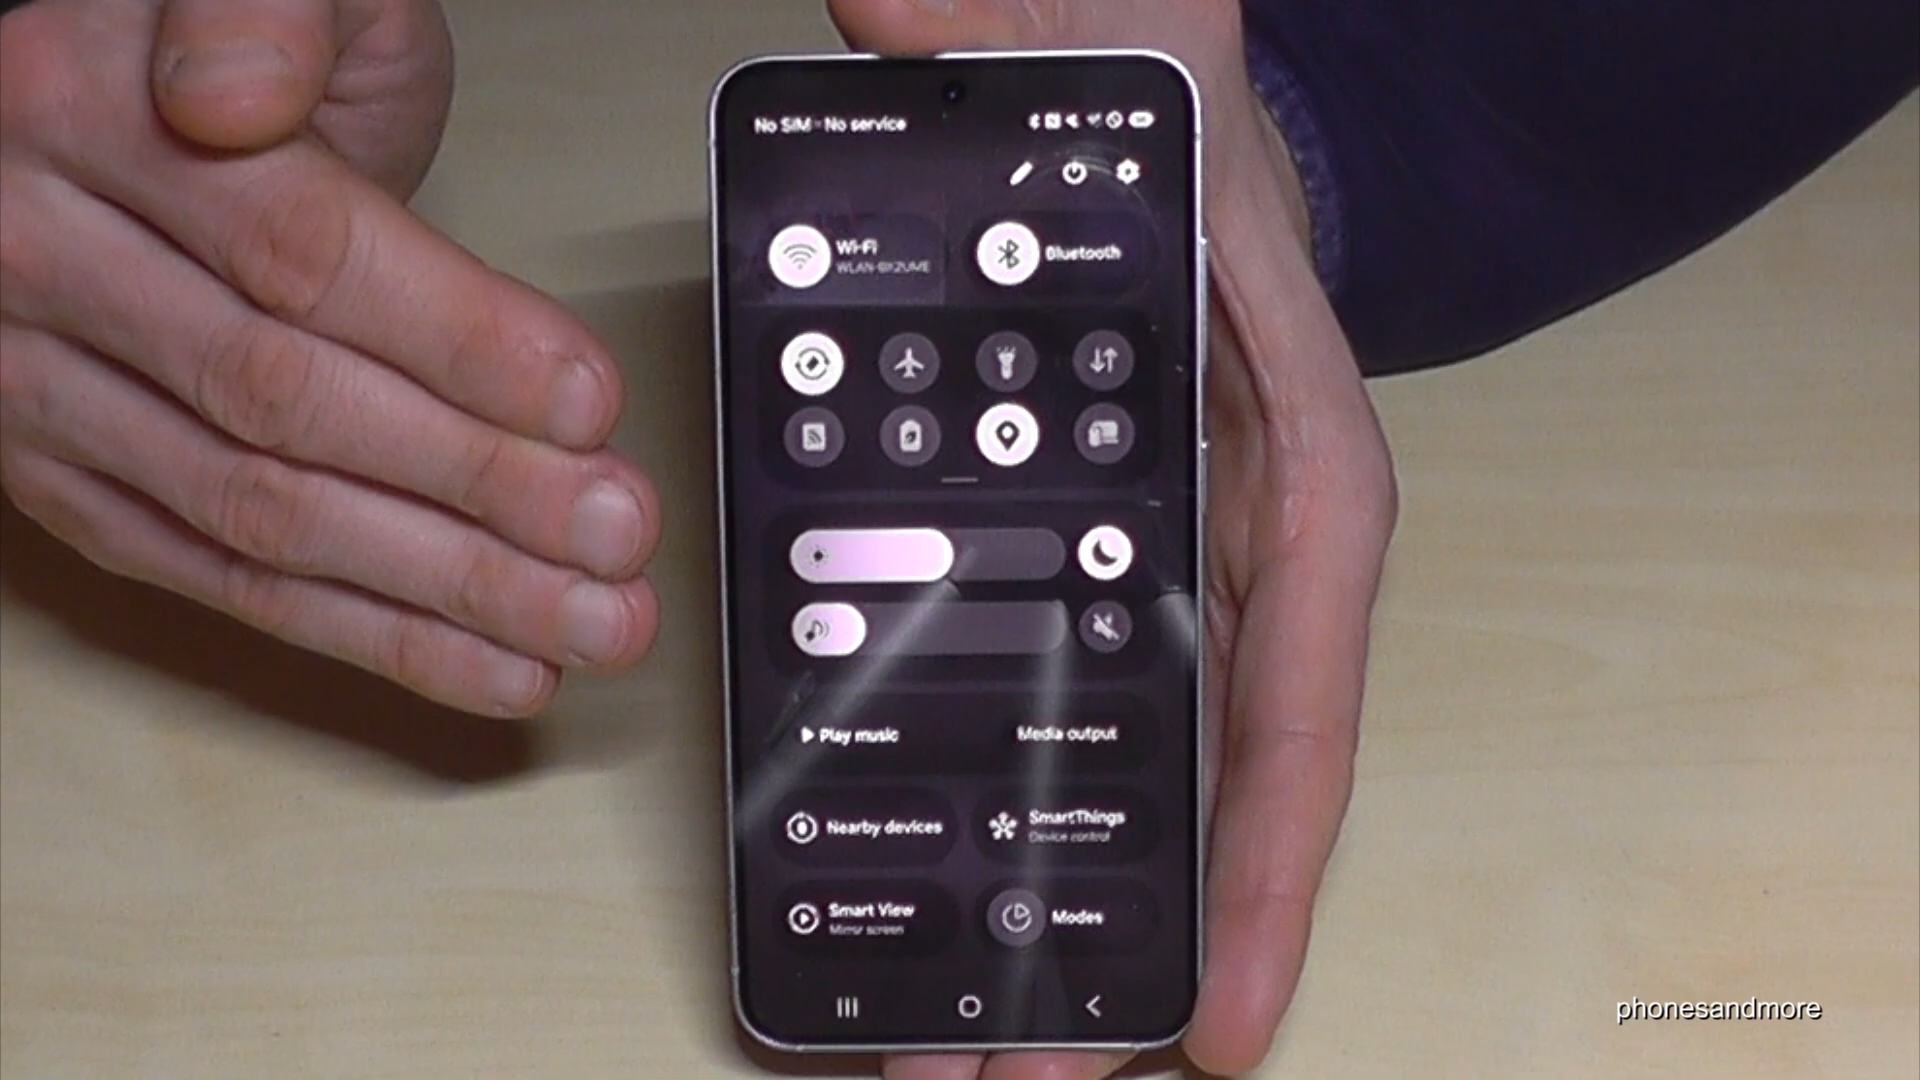 No SIM - No service
Wi-Fi
Bluetooth
Play music
Media output
Nearby devices
SmartThings
Device control
Smart View
Mirror screen
Modes
phonesandmore